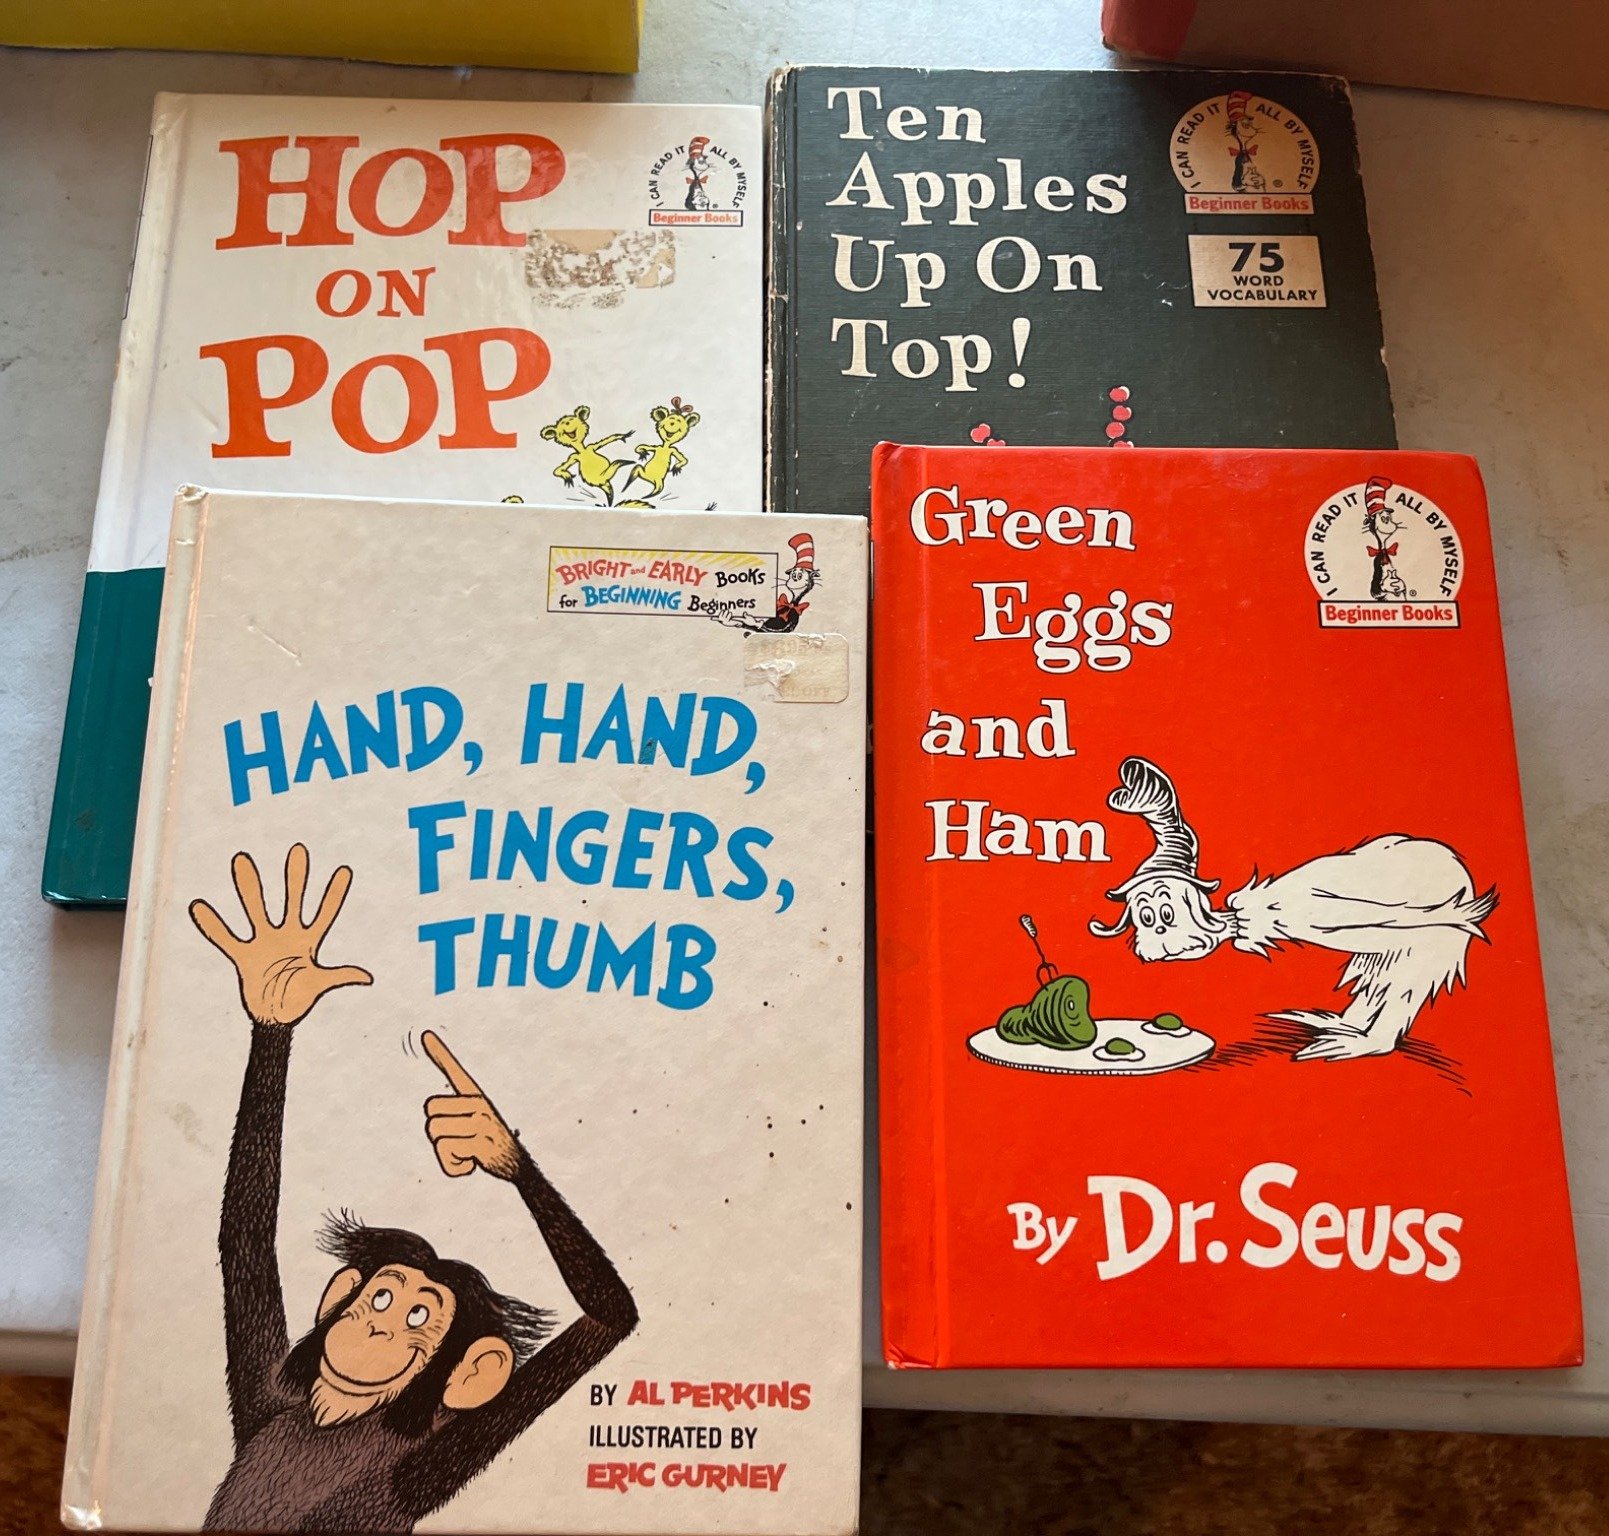 HOP
ON
POP
I CAN READ IT ALL BY MYSELF
Beginner Books
Ten
Apples
Up On
Top!
I CAN READ IT ALL BY MYSELF
Beginner Books
75
WORD
VOCABULARY
BRIGHT and EARLY BOOKS
for BEGINNING Beginners
HAND, HAND,
FINGERS,
THUMB
BY AL PERKINS
ILLUSTRATED BY
ERIC GURNEY
Green
Eggs
and
Ham
I CAN READ IT ALL BY MYSELF
Beginner Books
By Dr. Seuss